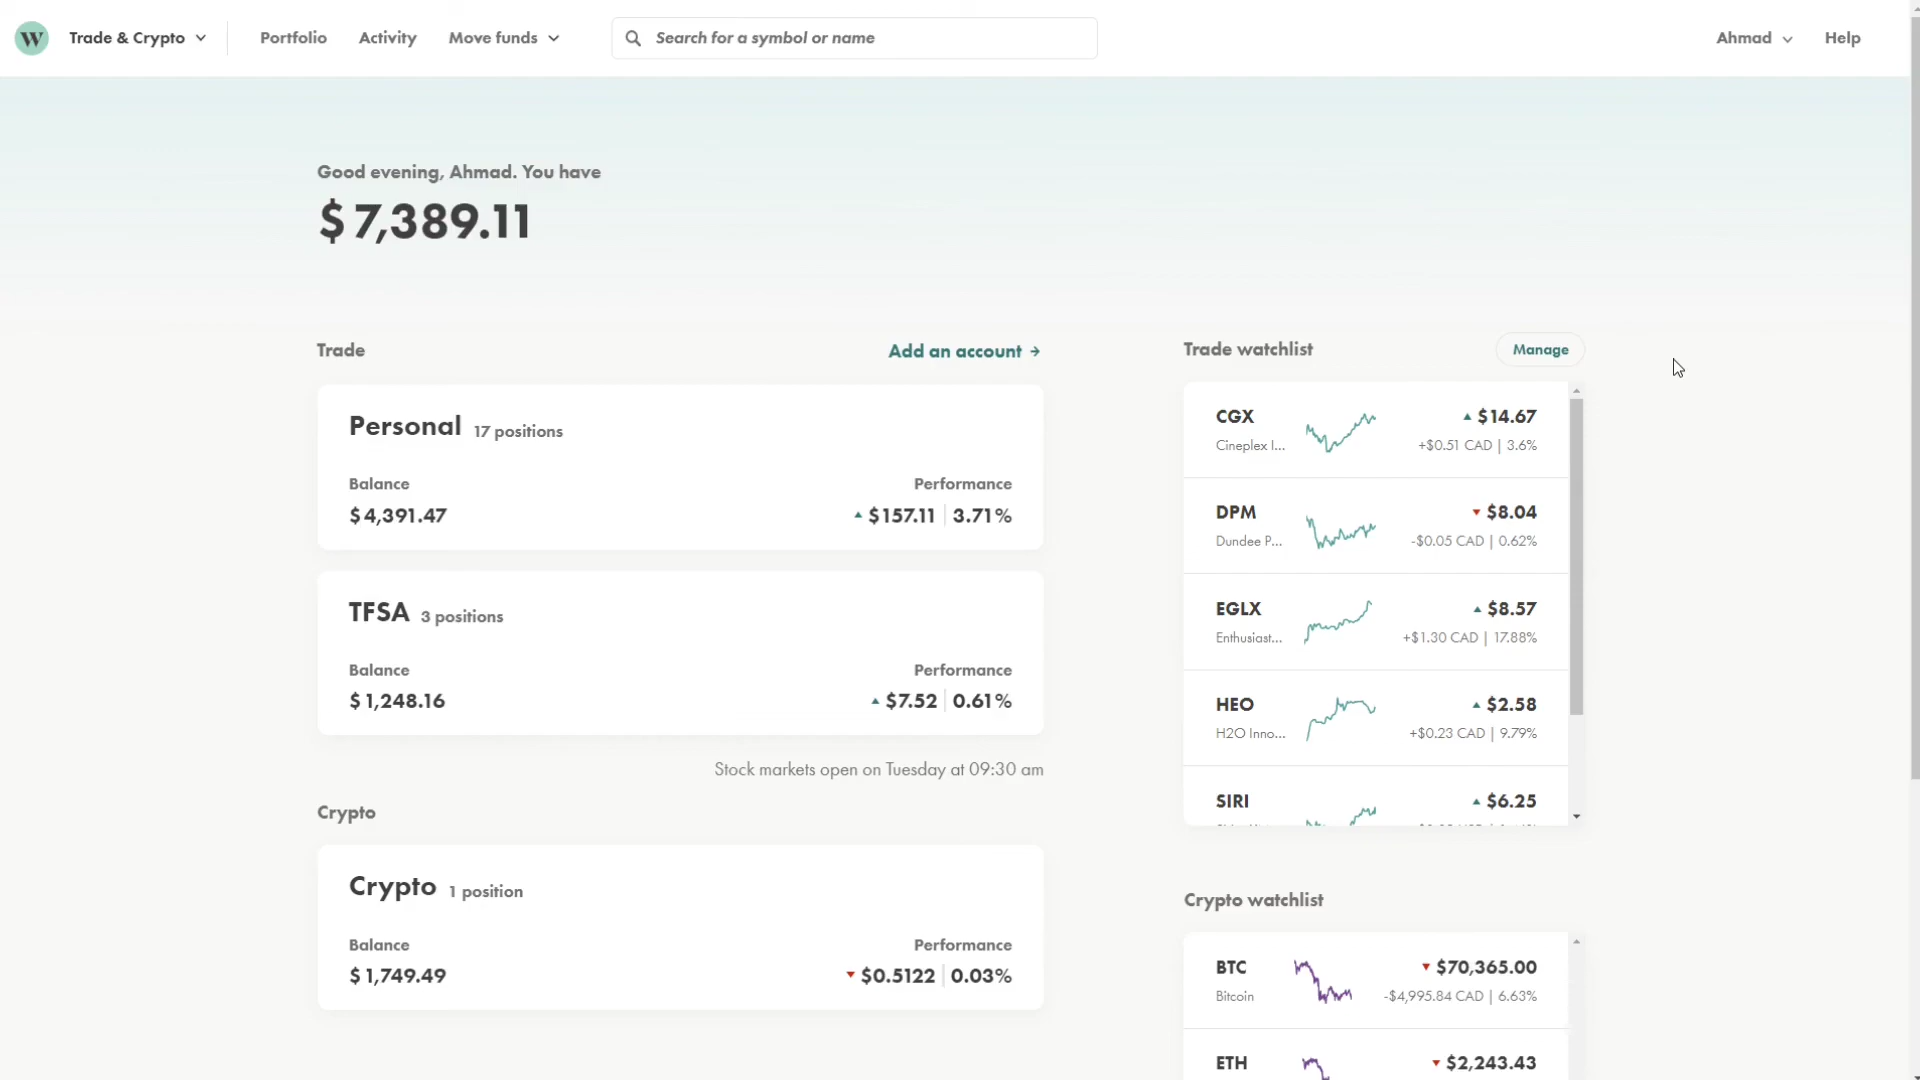 W Trade & Crypto Portfolio Activity Move funds Search for a symbol or name Ahmad Help
Good evening, Ahmad. You have
$7,389.11
Trade Add an account →
Personal 17 positions
Balance Performance
$4,391.47 ▲ $157.11 | 3.71%
TFSA 3 positions
Balance Performance
$1,248.16 ▲ $7.52 | 0.61%
Stock markets open on Tuesday at 09:30 am
Crypto
Crypto 1 position
Balance Performance
$1,749.49 ▼ $0.5122 | 0.03%
Trade watchlist Manage
CGX ▲ $14.67
Cineplex I... +$0.51 CAD | 3.6%
DPM ▼ $8.04
Dundee P... -$0.05 CAD | 0.62%
EGLX ▲ $8.57
Enthusiast... +$1.30 CAD | 17.88%
HEO ▲ $2.58
H2O Inno... +$0.23 CAD | 9.79%
SIRI ▲ $6.25
Crypto watchlist
BTC ▼ $70,365.00
Bitcoin -$4,995.84 CAD | 6.63%
ETH ▼ $2,243.43